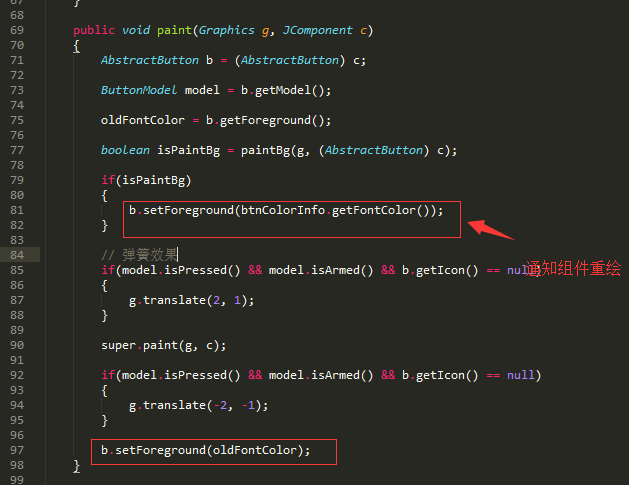 67 }
68
69 public void paint(Graphics g, JComponent c)
70 {
71 AbstractButton b = (AbstractButton) c;
72
73 ButtonModel model = b.getModel();
74
75 oldFontColor = b.getForeground();
76
77 boolean isPaintBg = paintBg(g, (AbstractButton) c);
78
79 if(isPaintBg)
80 {
81 b.setForeground(btnColorInfo.getFontColor());
82 }
83
84 // 弹簧效果
85 if(model.isPressed() && model.isArmed() && b.getIcon() == null)
通知组件重绘
86 {
87 g.translate(2, 1);
88 }
89
90 super.paint(g, c);
91
92 if(model.isPressed() && model.isArmed() && b.getIcon() == null)
93 {
94 g.translate(-2, -1);
95 }
96
97 b.setForeground(oldFontColor);
98 }
99